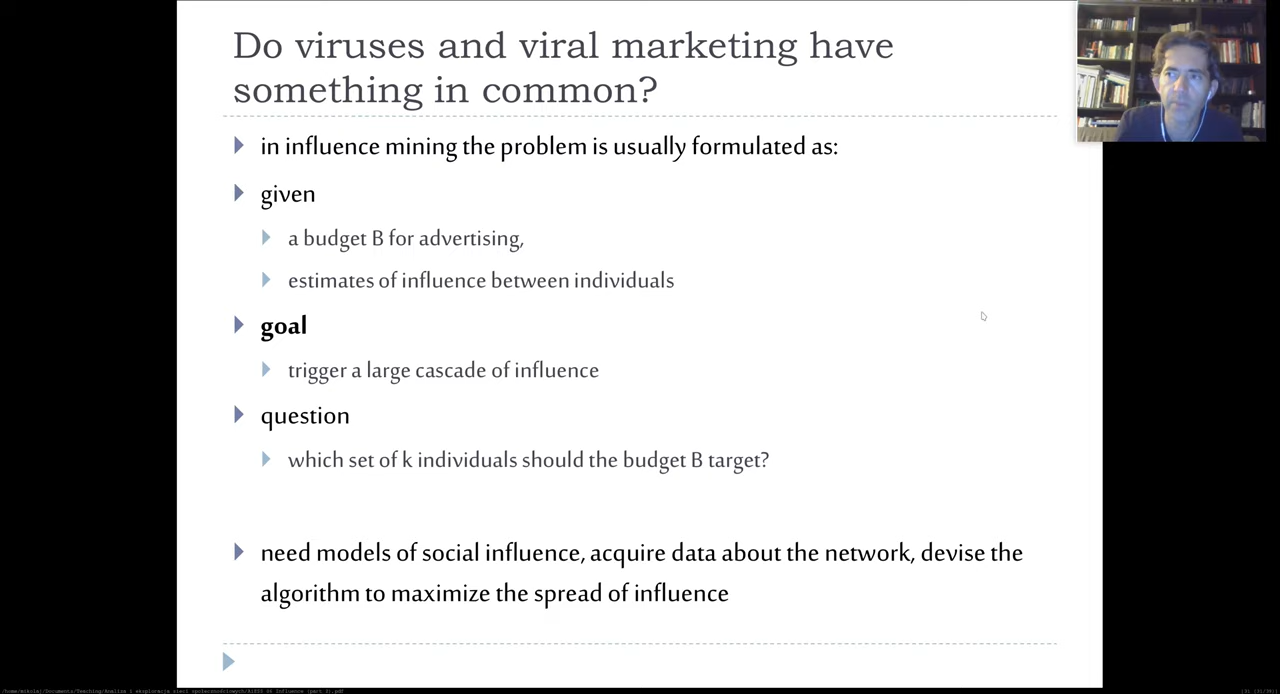 Do viruses and viral marketing have
something in common?
in influence mining the problem is usually formulated as:
given
a budget B for advertising,
estimates of influence between individuals
goal
trigger a large cascade of influence
question
which set of k individuals should the budget B target?
need models of social influence, acquire data about the network, devise the
algorithm to maximize the spread of influence